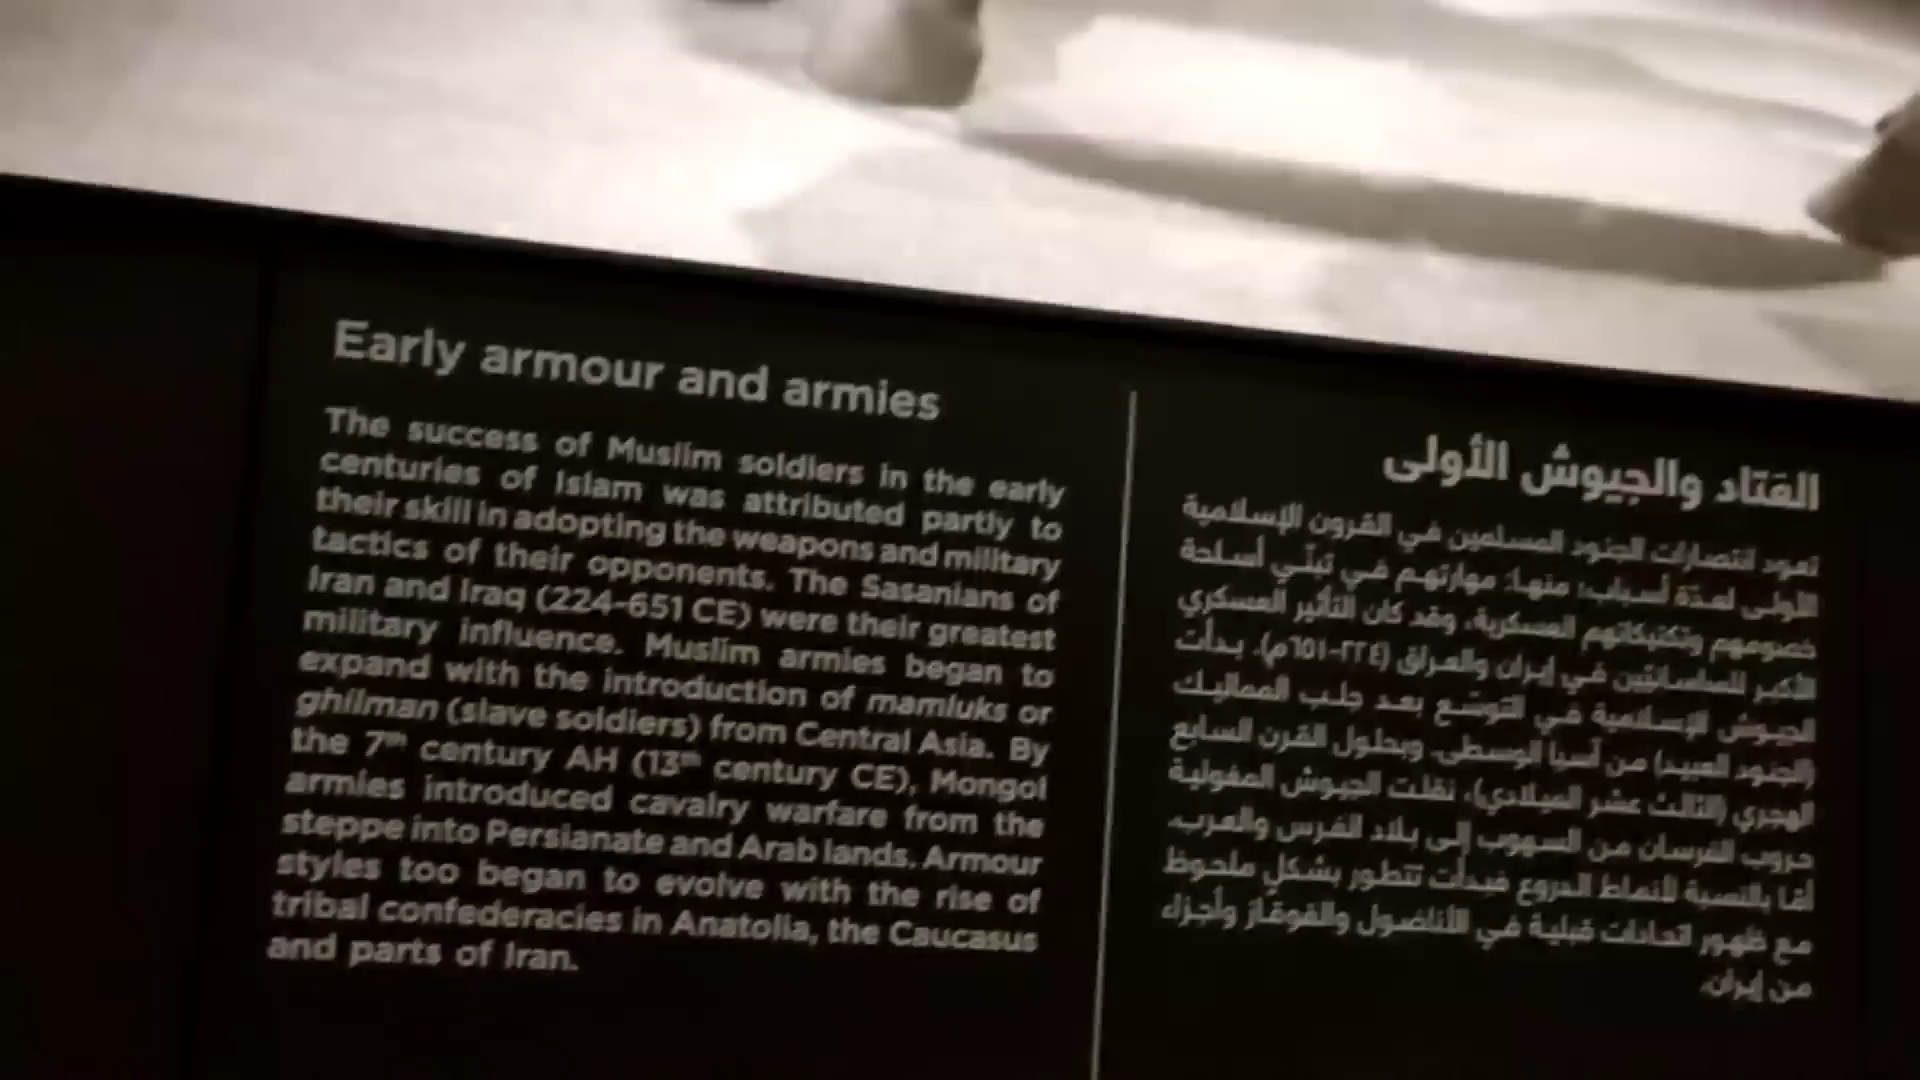 Early armour and armies
The success of Muslim soldiers in the early
centuries of Islam was attributed partly to
their skill in adopting the weapons and military
tactics of their opponents. The Sasanians of
Iran and Iraq (224-651 CE) were their greatest
military influence. Muslim armies began to
expand with the introduction of mamluks or
ghilman (slave soldiers) from Central Asia. By
the 7th century AH (13th century CE), Mongol
armies introduced cavalry warfare from the
steppe into Persianate and Arab lands. Armour
styles too began to evolve with the rise of
tribal confederacies in Anatolia, the Caucasus
and parts of Iran.
العَتاد والجيوش الأولى
تعود انتصارات الجنود المسلمين في القرون الإسلامية
الأولى لعدّة أسباب؛ منها: مهارتهم في تبنّي أسلحة
خصومهم وتكتيكاتهم العسكرية، وقد كان التأثير العسكري
الأكبر للساسانيّين في إيران والعراق (٢٢٤-٦٥١م). بدأت
الجيوش الإسلامية في التوسّع بعد جلب المماليك
(الجنود العبيد) من آسيا الوسطى. وبحلول القرن السابع
الهجري (الثالث عشر الميلادي)، نقلت الجيوش المغولية
حروب الفرسان من السهوب إلى بلاد الفرس والعرب.
أمّا بالنسبة لأنماط الدروع فبدأت تتطور بشكلٍ ملحوظ
مع ظهور اتحادات قبلية في الأناضول والقوقاز وأجزاء
من إيران.